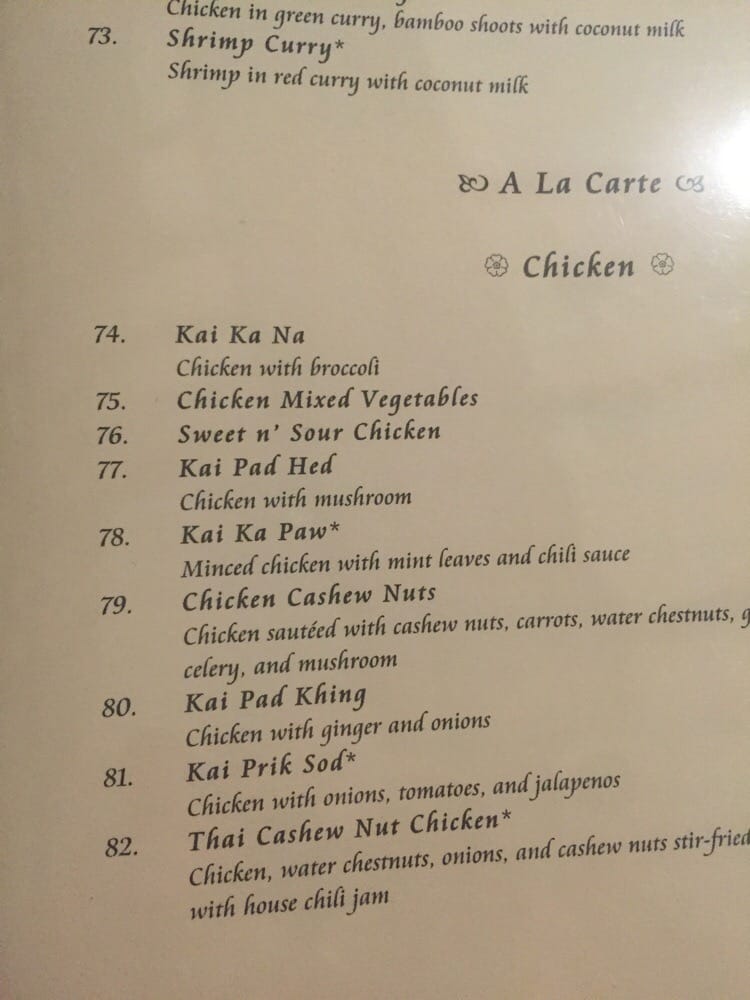 Chicken in green curry, bamboo shoots with coconut milk
73. Shrimp Curry*
Shrimp in red curry with coconut milk
A La Carte
Chicken
74. Kai Ka Na
Chicken with broccoli
75. Chicken Mixed Vegetables
76. Sweet n' Sour Chicken
77. Kai Pad Hed
Chicken with mushroom
78. Kai Ka Paw*
Minced chicken with mint leaves and chili sauce
79. Chicken Cashew Nuts
Chicken sautéed with cashew nuts, carrots, water chestnuts,
celery, and mushroom
80. Kai Pad Khing
Chicken with ginger and onions
81. Kai Prik Sod*
Chicken with onions, tomatoes, and jalapenos
82. Thai Cashew Nut Chicken*
Chicken, water chestnuts, onions, and cashew nuts stir-fried
with house chili jam